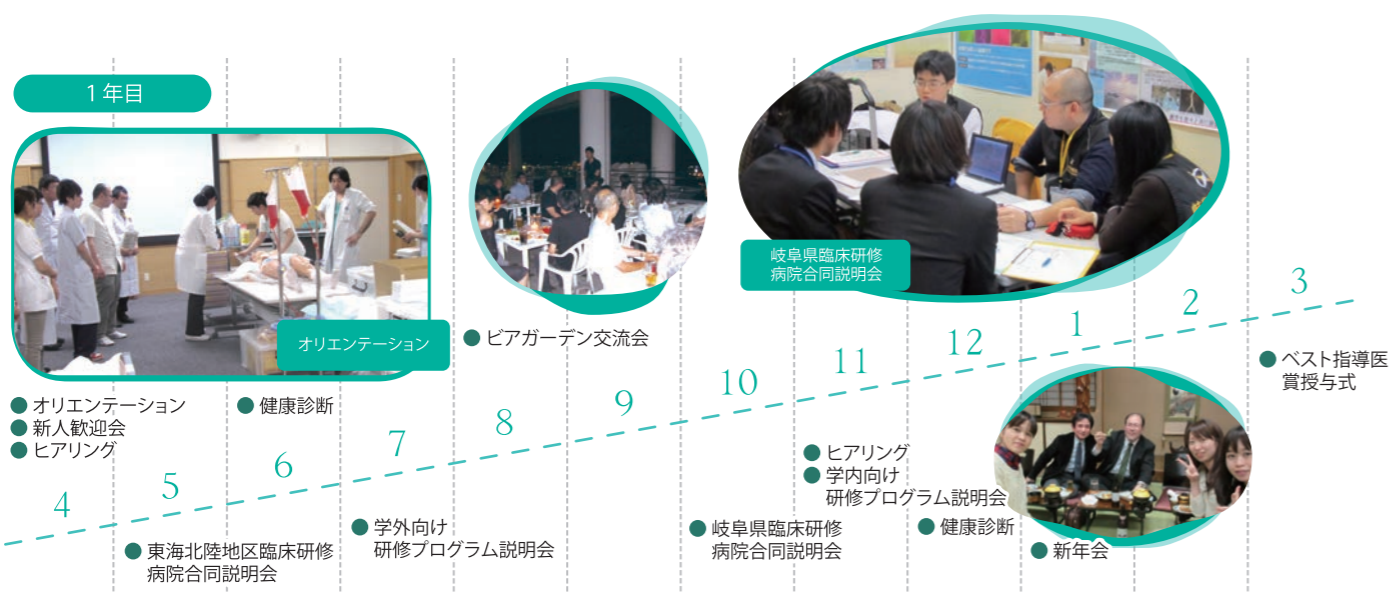 1年目
オリエンテーション
岐阜県臨床研修
病院合同説明会
4
5
6
7
8
9
10
11
12
1
2
3
● オリエンテーション
● 新人歓迎会
● ヒアリング
● 東海北陸地区臨床研修
病院合同説明会
● 健康診断
● 学外向け
研修プログラム説明会
● ビアガーデン交流会
● 岐阜県臨床研修
病院合同説明会
● ヒアリング
● 学内向け
研修プログラム説明会
● 健康診断
● 新年会
● ベスト指導医
賞授与式